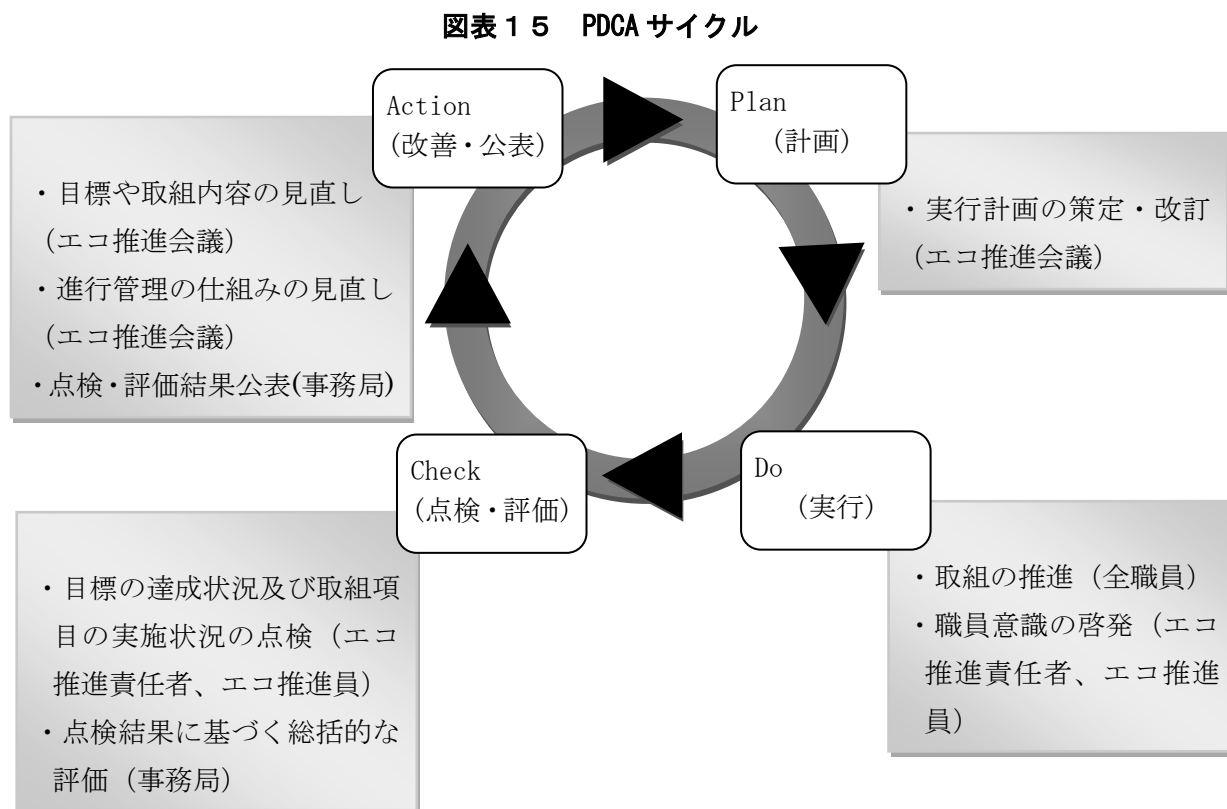 図表１５　PDCAサイクル
Action
(改善・公表)
Plan
(計画)
・目標や取組内容の見直し
(エコ推進会議)
・進行管理の仕組みの見直し
(エコ推進会議)
・点検・評価結果公表(事務局)
・実行計画の策定・改訂
(エコ推進会議)
Check
(点検・評価)
Do
(実行)
・目標の達成状況及び取組項
目の実施状況の点検（エコ
推進責任者、エコ推進員）
・点検結果に基づく総括的な
評価（事務局）
・取組の推進（全職員）
・職員意識の啓発（エコ
推進責任者、エコ推進
員）